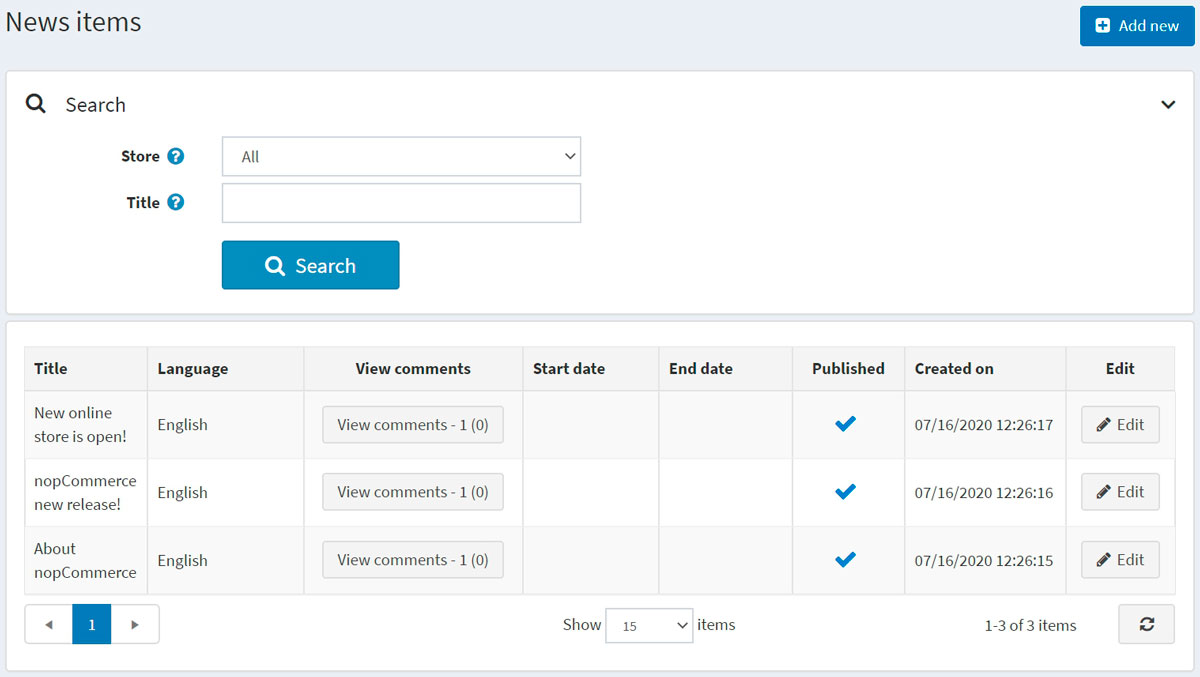 News items
Add new
Search
Store ?
All
Title ?
Search
Title Language View comments Start date End date Published Created on Edit
New online
store is open!
English View comments - 1 (0) 07/16/2020 12:26:17 Edit
nopCommerce
new release!
English View comments - 1 (0) 07/16/2020 12:26:16 Edit
About
nopCommerce
English View comments - 1 (0) 07/16/2020 12:26:15 Edit
1 Show 15 items 1-3 of 3 items